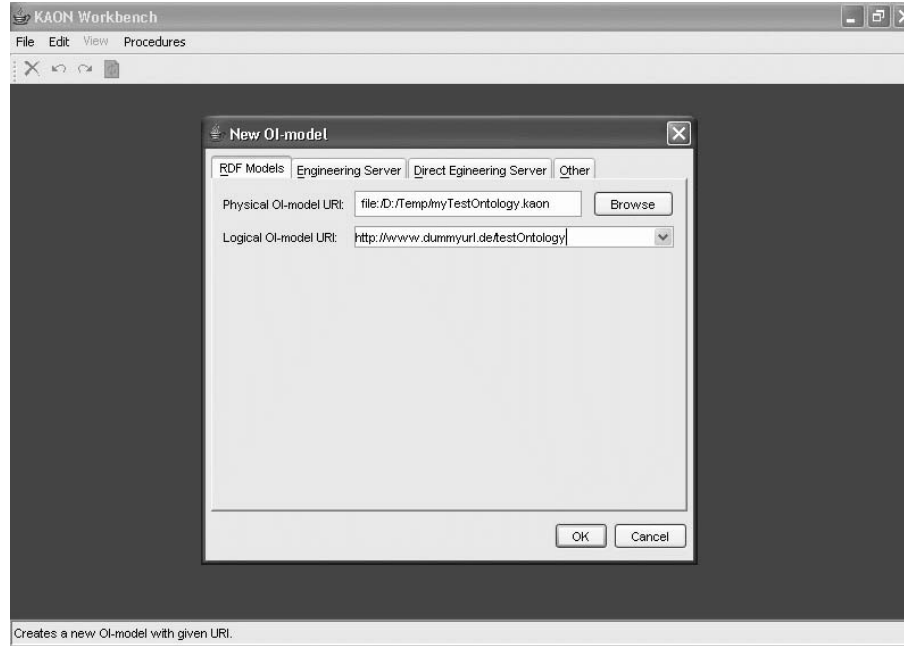 KAON Workbench
File Edit View Procedures
New OI-model
RDF Models Engineering Server Direct Egineering Server Other
Physical OI-model URI: file:/D:/Temp/myTestOntology.kaon Browse
Logical OI-model URI: http://www.dummyurl.de/testOntology
OK Cancel
Creates a new OI-model with given URI.